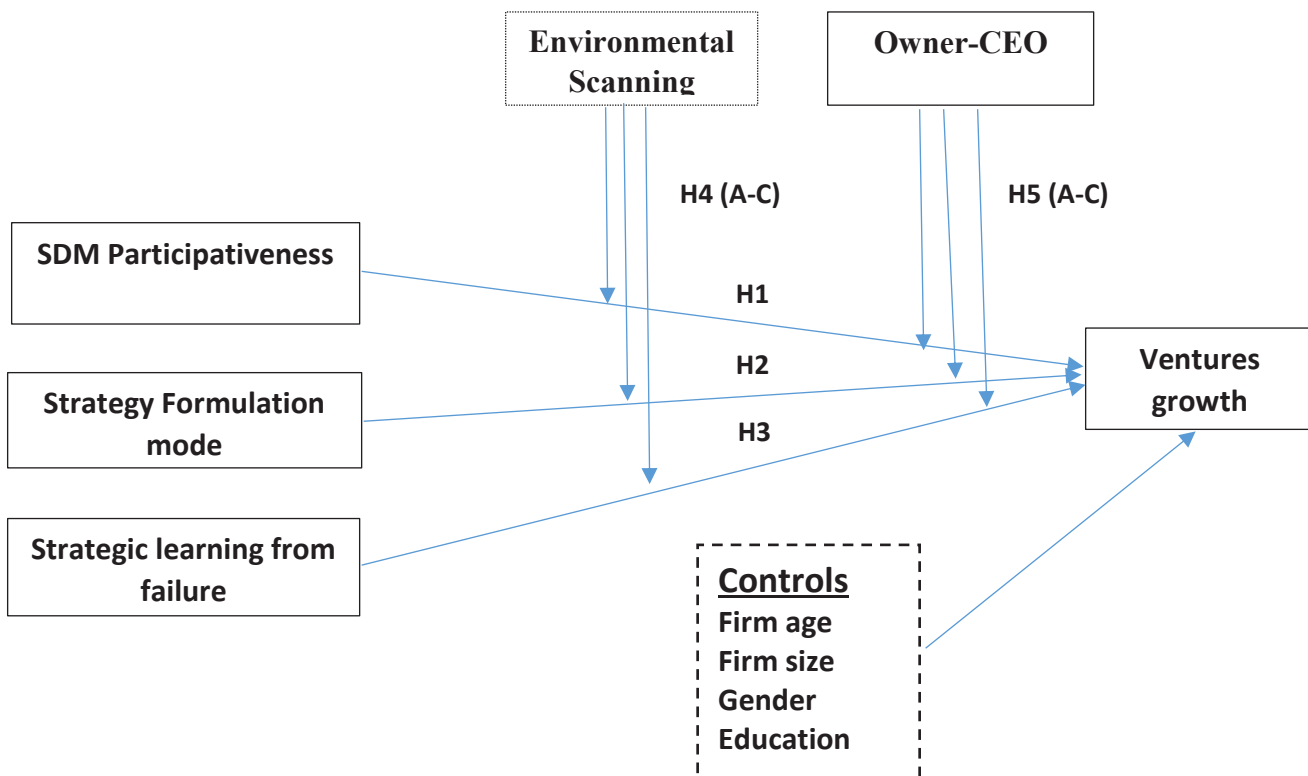 Environmental
Scanning
Owner-CEO
H4 (A-C)
H5 (A-C)
SDM Participativeness
H1
Ventures
growth
H2
Strategy Formulation
mode
H3
Strategic learning from
failure
Controls
Firm age
Firm size
Gender
Education